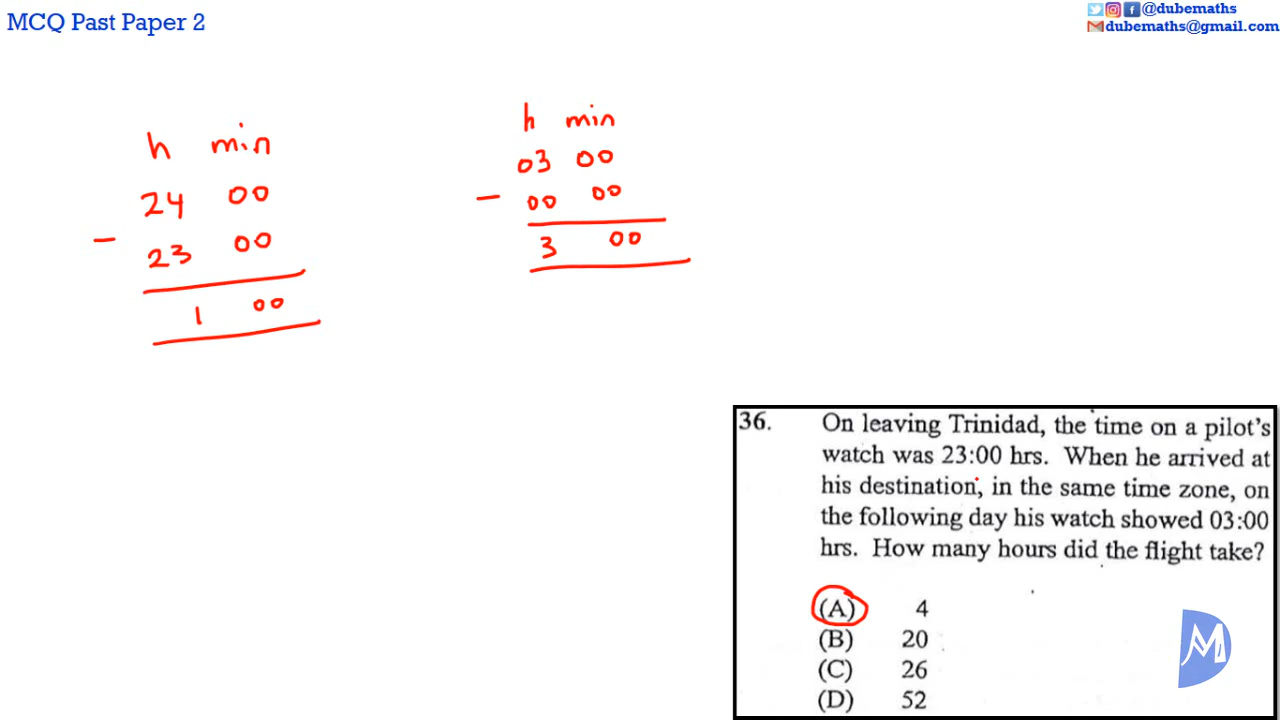 MCQ Past Paper 2
@dubemaths
dubemaths@gmail.com
h min
24 00
- 23 00
1 00
h min
03 00
- 00 00
3 00
36. On leaving Trinidad, the time on a pilot's
watch was 23:00 hrs. When he arrived at
his destination, in the same time zone, on
the following day his watch showed 03:00
hrs. How many hours did the flight take?
(A) 4
(B) 20
(C) 26
(D) 52
M